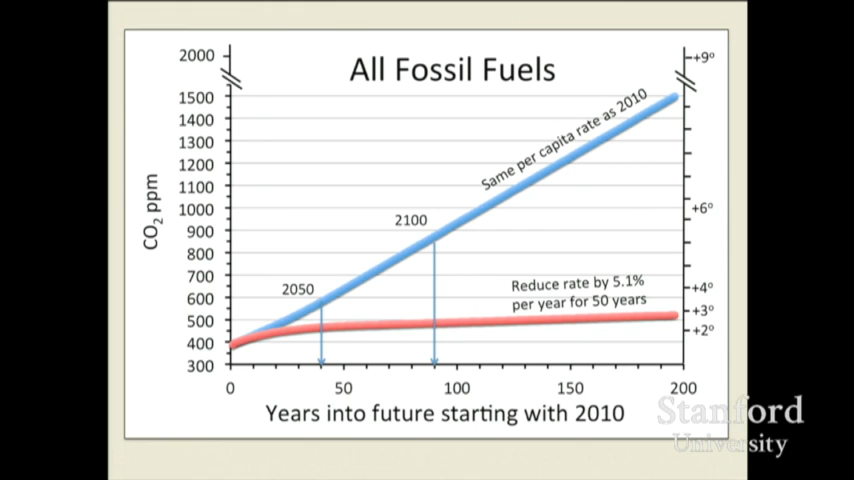 All Fossil Fuels
2000
1500
1400
1300
1200
1100
1000
900
800
700
600
500
400
300
CO2 ppm
+9º
+6º
+4º
+3º
+2º
Same per capita rate as 2010
2100
2050
Reduce rate by 5.1%
per year for 50 years
0 50 100 150 200
Years into future starting with 2010
Stanford
University